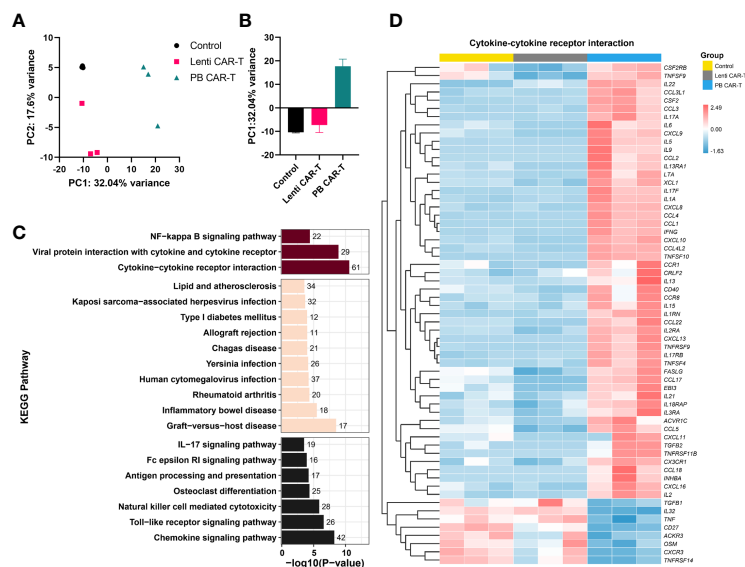 A
PC2: 17.6% variance
10
5
0
-5
-10
-20
-10
0
10
20
30
PC1: 32.04% variance
Control
Lenti CAR-T
PB CAR-T
B
PC1:32.04% variance
30
20
10
0
-10
-20
Control
Lenti CAR-T
PB CAR-T
C
KEGG Pathway
NF-kappa B signaling pathway 22
Viral protein interaction with cytokine and cytokine receptor 29
Cytokine-cytokine receptor interaction 61
Lipid and atherosclerosis 34
Kaposi sarcoma-associated herpesvirus infection 32
Type I diabetes mellitus 12
Allograft rejection 11
Chagas disease 21
Yersinia infection 26
Human cytomegalovirus infection 37
Rheumatoid arthritis 20
Inflammatory bowel disease 18
Graft-versus-host disease 17
IL-17 signaling pathway 19
Fc epsilon RI signaling pathway 16
Antigen processing and presentation 17
Osteoclast differentiation 25
Natural killer cell mediated cytotoxicity 28
Toll-like receptor signaling pathway 26
Chemokine signaling pathway 42
0
5
10
-log10(P-value)
D
Cytokine-cytokine receptor interaction
CSF2RB
TNFSF9
IL22
CCL3L1
CSF2
CCL3
IL17A
IL6
CXCL9
IL5
IL9
CCL2
IL13RA1
LTA
XCL1
IL17F
IL1A
CXCL8
CCL4
CCL1
IFNG
CXCL10
CCL4L2
TNFSF10
CCR1
CRLF2
IL13
CD40
CCR8
IL15
IL1RN
CCL22
IL2RA
CXCL13
TNFRSF9
IL17RB
TNFSF4
FASLG
CCL17
EBI3
IL21
IL18RAP
IL3RA
ACVR1C
CCL5
CXCL11
TGFB2
TNFRSF11B
CX3CR1
CCL18
INHBA
CXCL16
IL2
TGFB1
IL32
TNF
CD27
ACKR3
OSM
CXCR3
TNFRSF14
Group
Control
Lenti CAR-T
PB CAR-T
2.49
-1.63